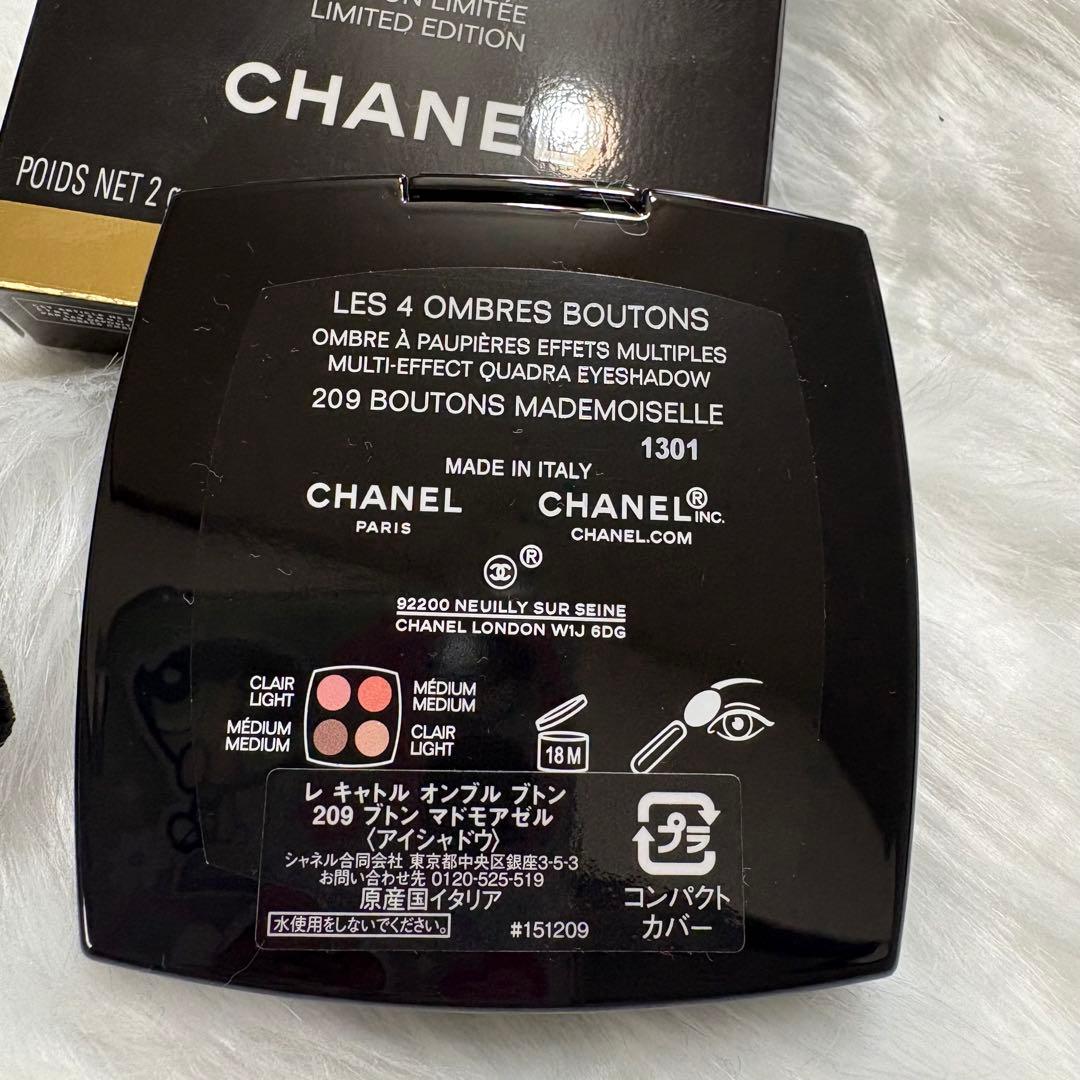 LIMITÉE
LIMITED EDITION
CHANEL
POIDS NET 2 g
LES 4 OMBRES BOUTONS
OMBRE À PAUPIÈRES EFFETS MULTIPLES
MULTI-EFFECT QUADRA EYESHADOW
209 BOUTONS MADEMOISELLE
1301
MADE IN ITALY
CHANEL
PARIS
CHANEL® INC.
CHANEL.COM
®
92200 NEUILLY SUR SEINE
CHANEL LONDON W1J 6DG
CLAIR
LIGHT
MÉDIUM
MEDIUM
MÉDIUM
MEDIUM
CLAIR
LIGHT
18 M
レ キャトル オンブル ブトン
209 ブトン マドモアゼル
〈アイシャドウ〉
シャネル合同会社 東京都中央区銀座3-5-3
お問い合わせ先 0120-525-519
原産国イタリア
水使用をしないでください。
#151209
プラ
コンパクト
カバー